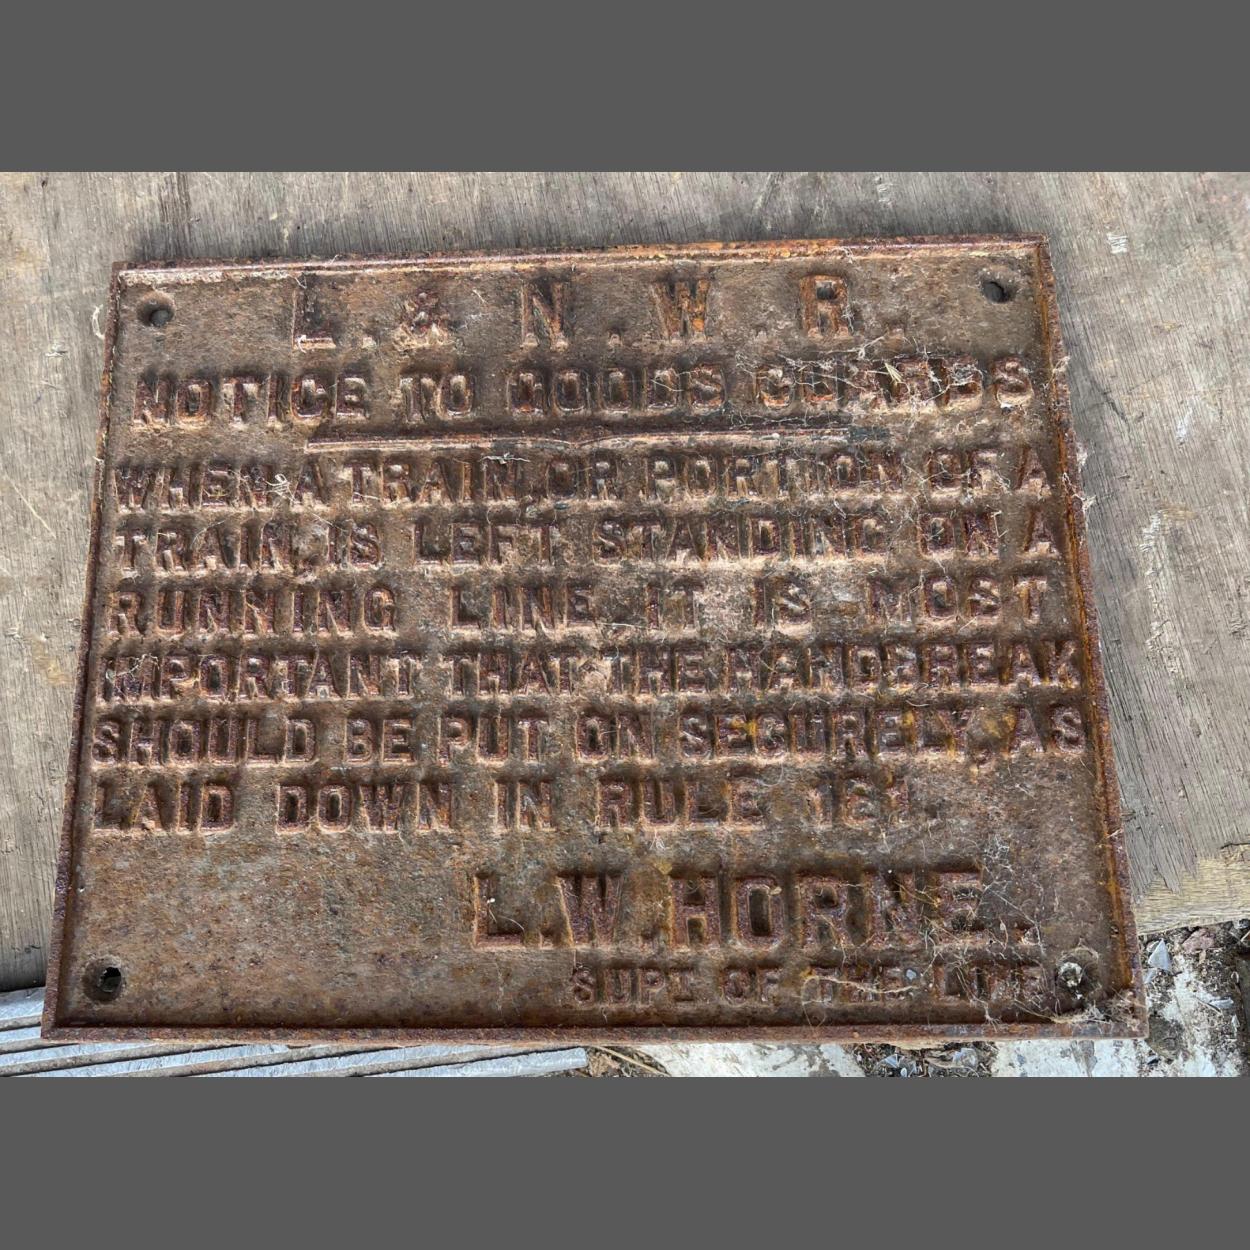 L. & N. W. R.
NOTICE TO GOODS GUARDS
WHEN A TRAIN OR PORTION OF A
TRAIN IS LEFT STANDING ON A
RUNNING LINE IT IS MOST
IMPORTANT THAT THE HANDBREAK
SHOULD BE PUT ON SECURELY AS
LAID DOWN IN RULE
L.W.HORNE.
SUPT OF THE LINE